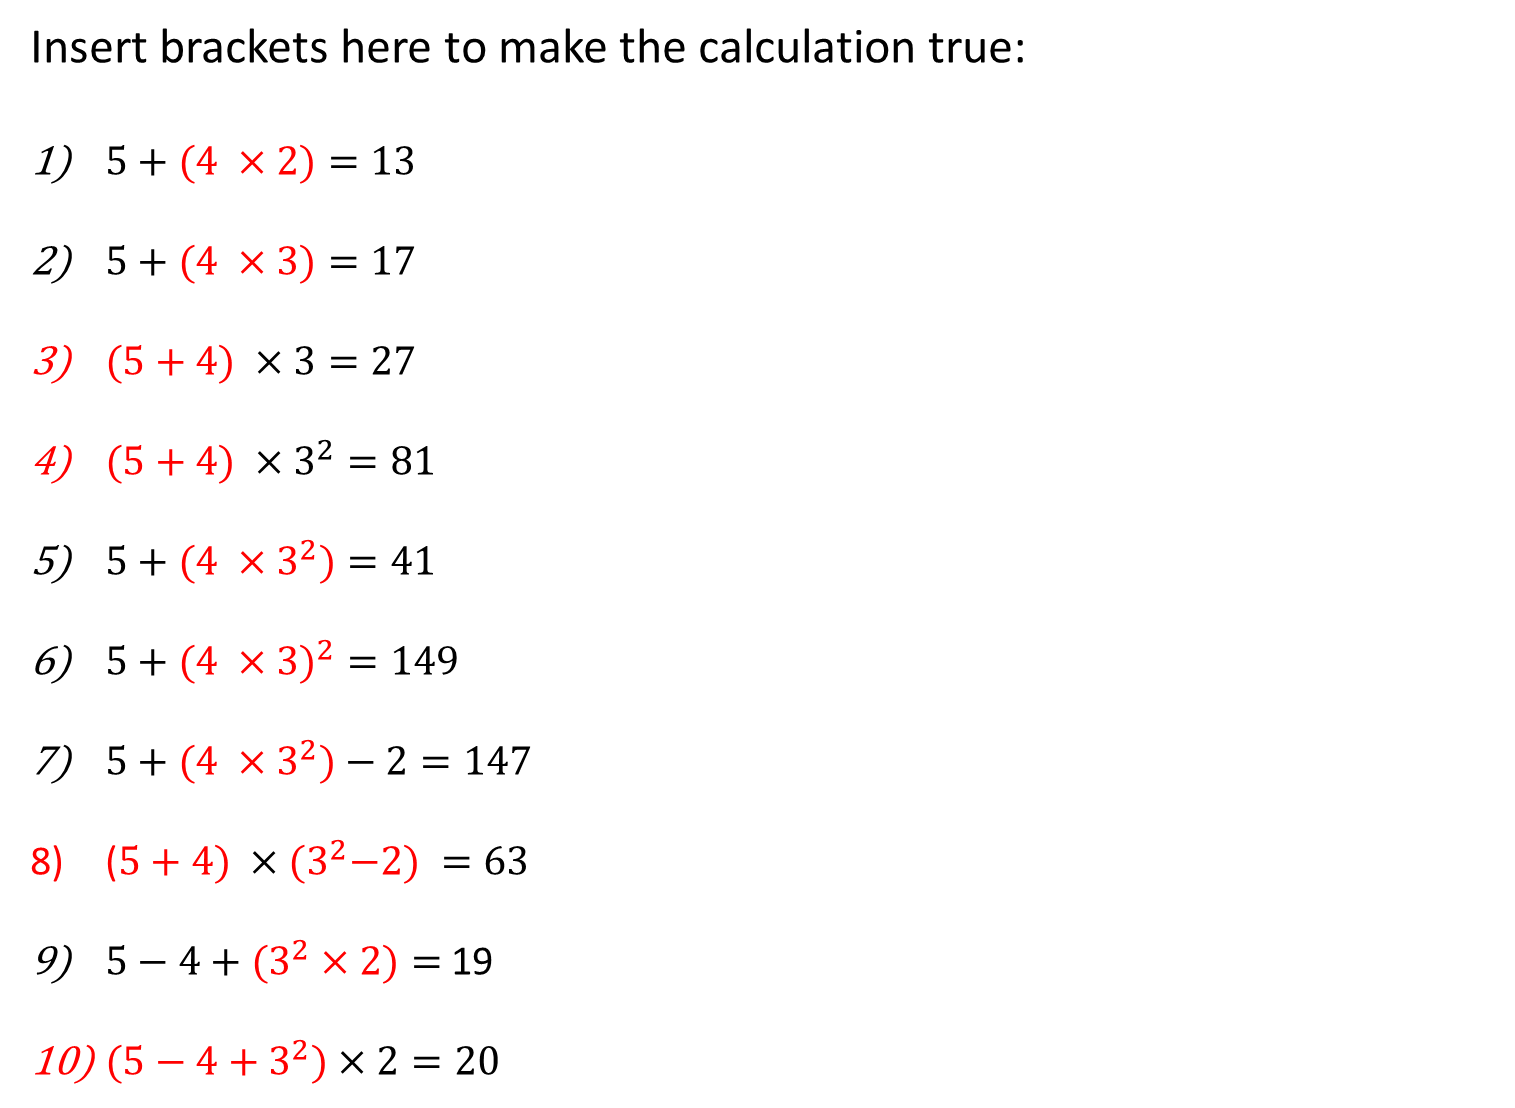 Insert brackets here to make the calculation true:
1) 5 + (4 × 2) = 13
2) 5 + (4 × 3) = 17
3) (5 + 4) × 3 = 27
4) (5 + 4) × 3² = 81
5) 5 + (4 × 3²) = 41
6) 5 + (4 × 3)² = 149
7) 5 + (4 × 3²) − 2 = 147
8) (5 + 4) × (3²−2) = 63
9) 5 − 4 + (3² × 2) = 19
10) (5 − 4 + 3²) × 2 = 20